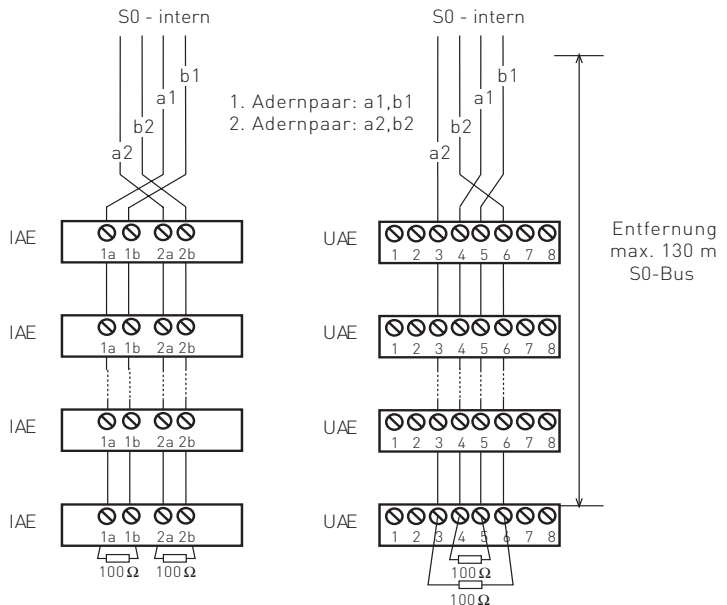 S0 - intern
S0 - intern
b1
a1
b2
a2
b1
a1
b2
a2
1. Adernpaar: a1,b1
2. Adernpaar: a2,b2
IAE
1a 1b 2a 2b
UAE
1 2 3 4 5 6 7 8
Entfernung
max. 130 m
S0-Bus
IAE
1a 1b 2a 2b
UAE
1 2 3 4 5 6 7 8
IAE
1a 1b 2a 2b
UAE
1 2 3 4 5 6 7 8
IAE
1a 1b 2a 2b
100Ω 100Ω
UAE
1 2 3 4 5 6 7 8
100Ω
100Ω